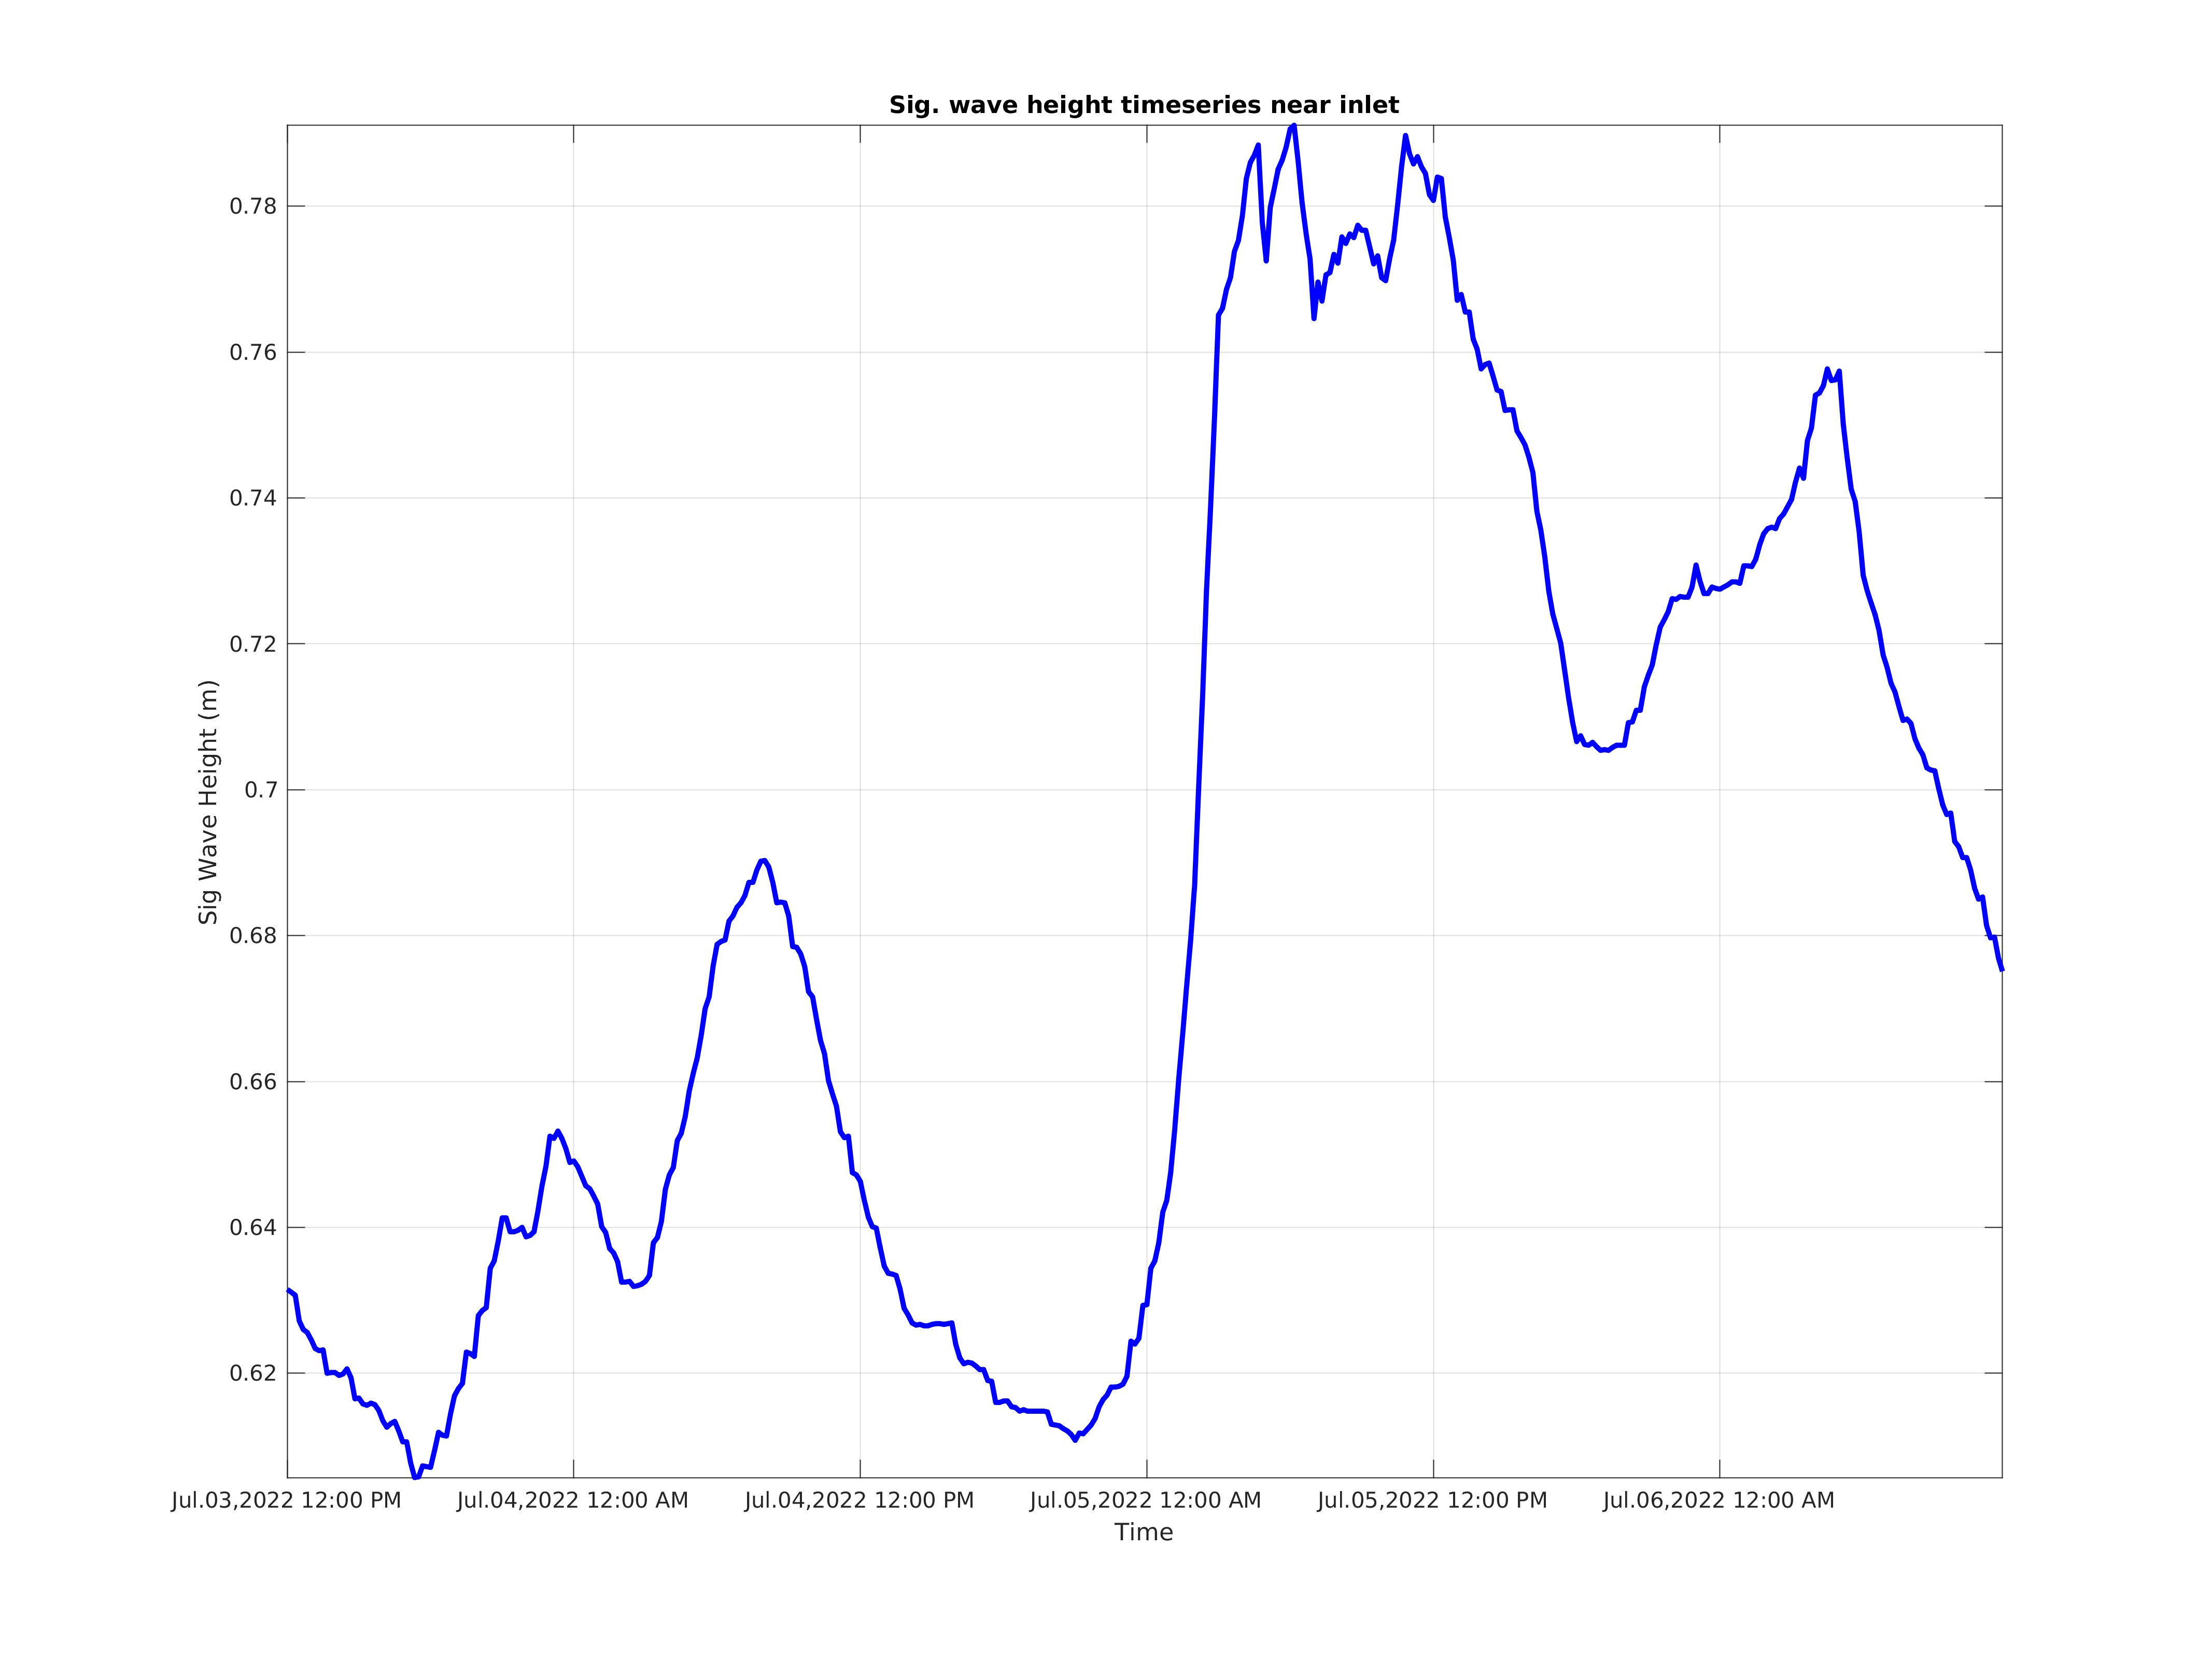 Sig. wave height timeseries near inlet
0.78
0.76
0.74
0.72
0.7
0.68
0.66
0.64
0.62
Sig Wave Height (m)
Jul.03,2022 12:00 PM Jul.04,2022 12:00 AM Jul.04,2022 12:00 PM Jul.05,2022 12:00 AM Jul.05,2022 12:00 PM Jul.06,2022 12:00 AM
Time